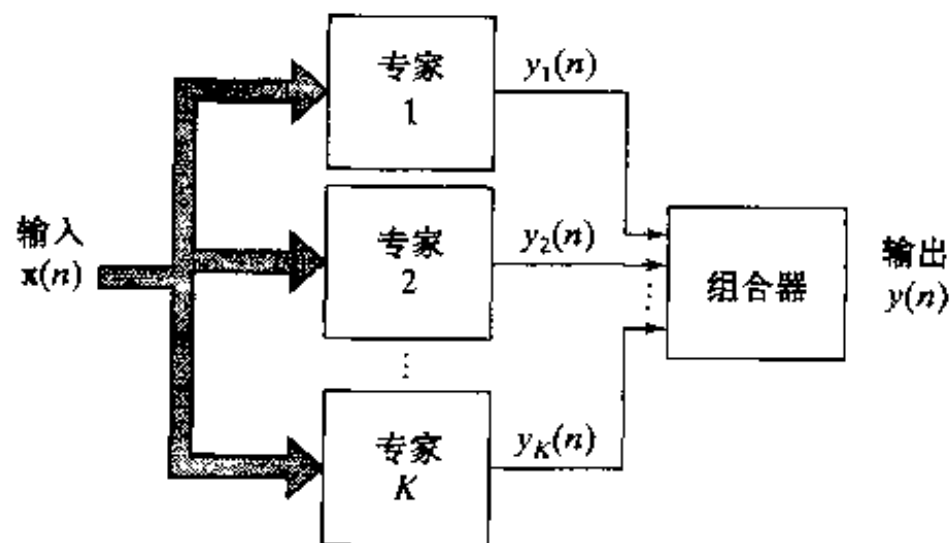 专家
1
y₁(n)
输入
x(n)
专家
2
y₂(n)
组合器
输出
y(n)
专家
K
y_K(n)